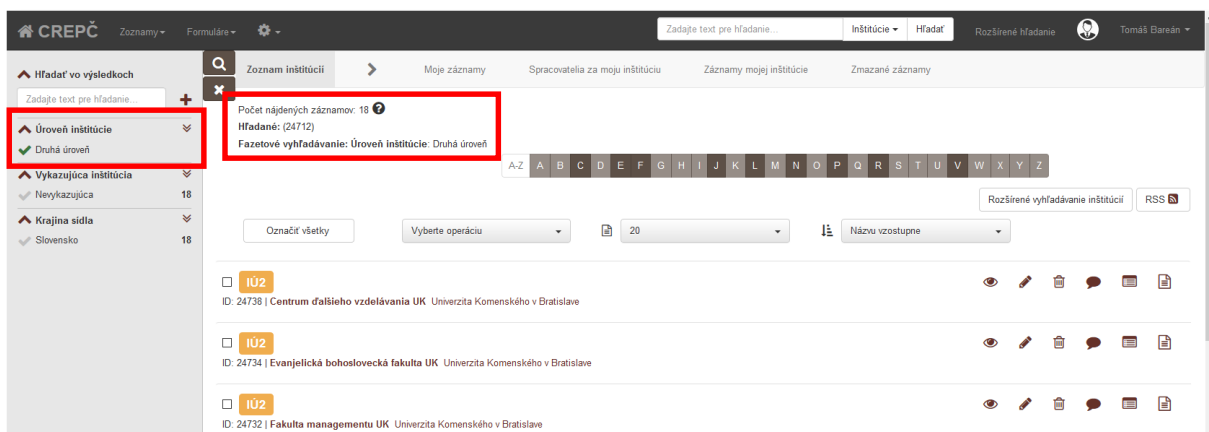 CREPČ Zoznamy Formuláre Zadajte text pre hľadanie... Inštitúcie Hľadať Rozšírené hľadanie Tomáš Bareán
Hľadať vo výsledkoch
Zadajte text pre hľadanie...
Úroveň inštitúcie
Druhá úroveň
Vykazujúca inštitúcia
Nevykazujúca 18
Krajina sídla
Slovensko 18
Zoznam inštitúcií Moje záznamy Spracovatelia za moju inštitúciu Záznamy mojej inštitúcie Zmazané záznamy
Počet nájdených záznamov: 18
Hľadané: (24712)
Fazetové vyhľadávanie: Úroveň inštitúcie: Druhá úroveň
A-Z A B C D E F G H I J K L M N O P Q R S T U V W X Y Z
Rozšírené vyhľadávanie inštitúcií RSS
Označiť všetky Vyberte operáciu 20 Názvu vzostupne
IÚ2
ID: 24738 | Centrum ďalšieho vzdelávania UK Univerzita Komenského v Bratislave
IÚ2
ID: 24734 | Evanjelická bohoslovecká fakulta UK Univerzita Komenského v Bratislave
IÚ2
ID: 24732 | Fakulta managementu UK Univerzita Komenského v Bratislave